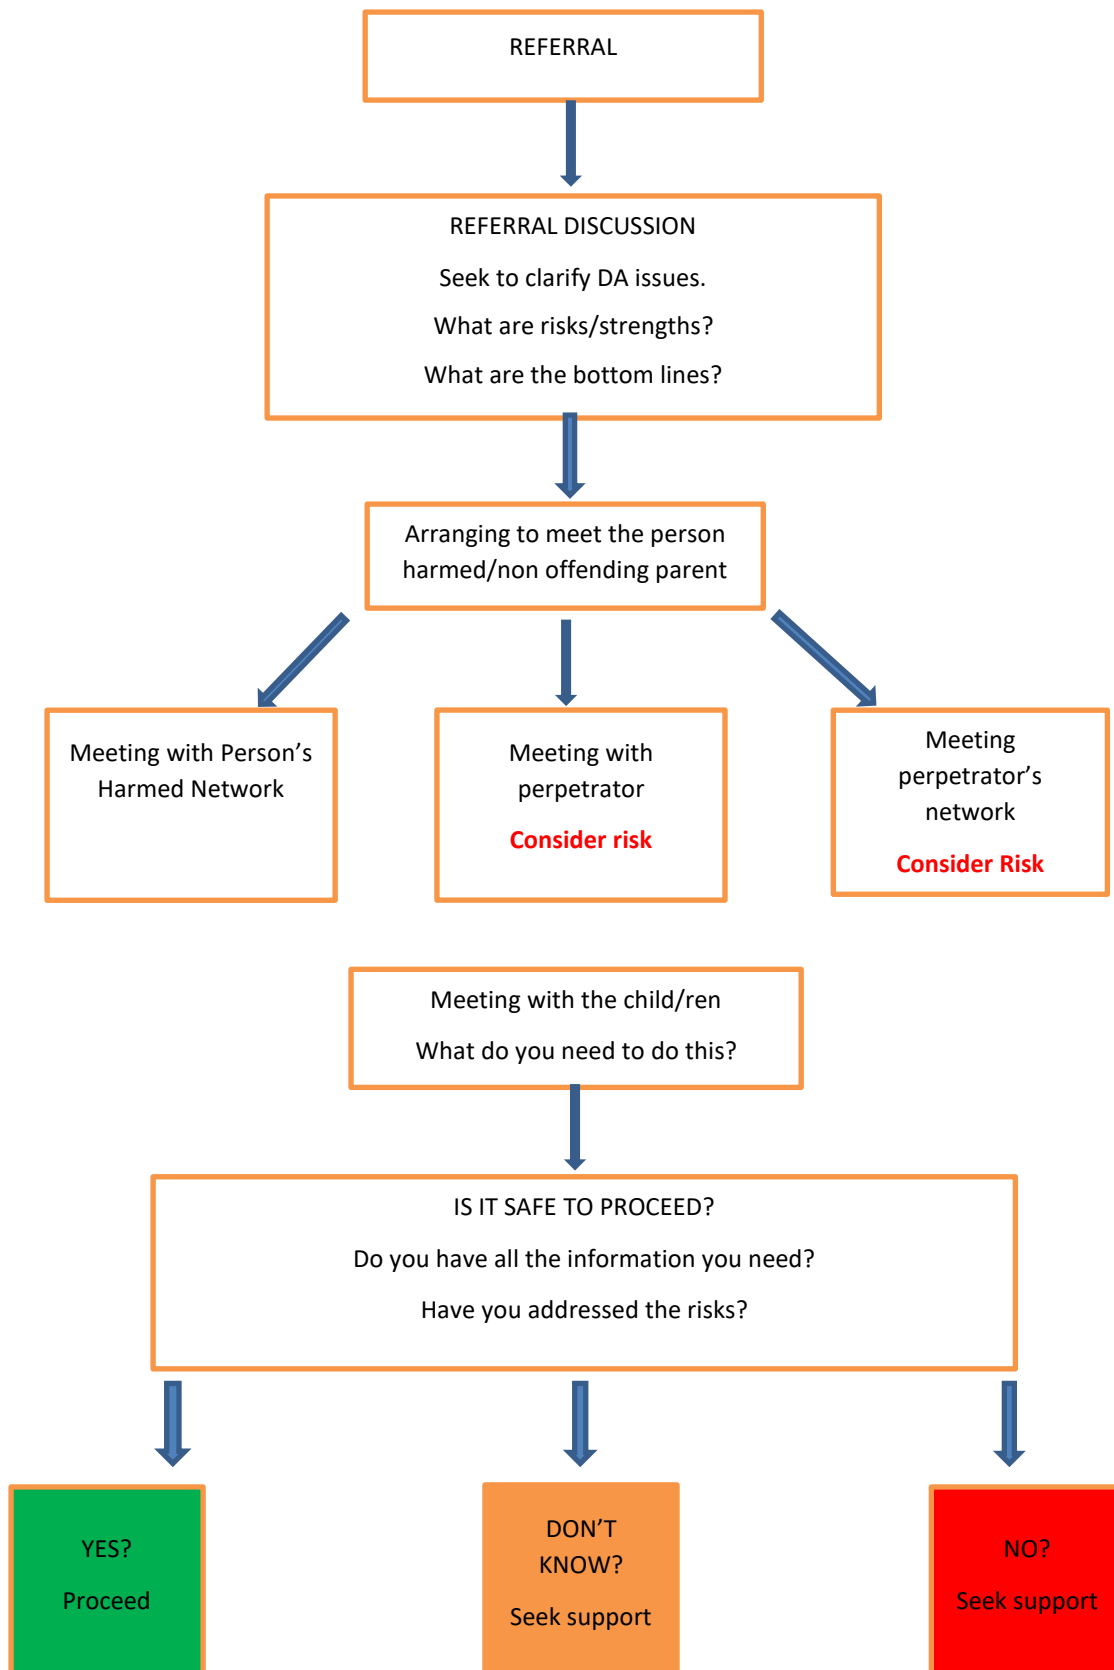 REFERRAL
REFERRAL DISCUSSION
Seek to clarify DA issues.
What are risks/strengths?
What are the bottom lines?
Arranging to meet the person
harmed/non offending parent
Meeting with Person’s
Harmed Network
Meeting with
perpetrator
Consider risk
Meeting
perpetrator’s
network
Consider Risk
Meeting with the child/ren
What do you need to do this?
IS IT SAFE TO PROCEED?
Do you have all the information you need?
Have you addressed the risks?
YES?
Proceed
DON’T
KNOW?
Seek support
NO?
Seek support